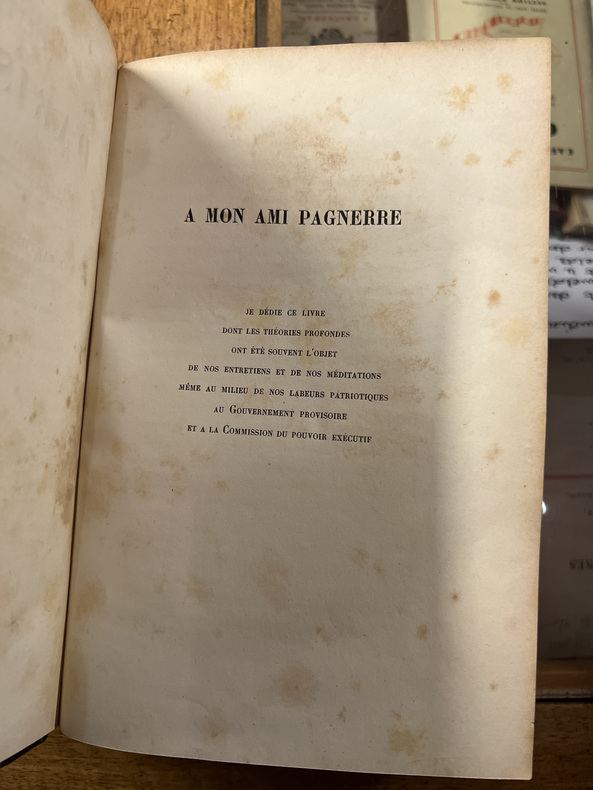 A MON AMI PAGNERRE
JE DÉDIE CE LIVRE
DONT LES THÉORIES PROFONDES
ONT ÉTÉ SOUVENT L'OBJET
DE NOS ENTRETIENS ET DE NOS MÉDITATIONS
MÊME AU MILIEU DE NOS LABEURS PATRIOTIQUES
AU GOUVERNEMENT PROVISOIRE
ET A LA COMMISSION DU POUVOIR EXÉCUTIF